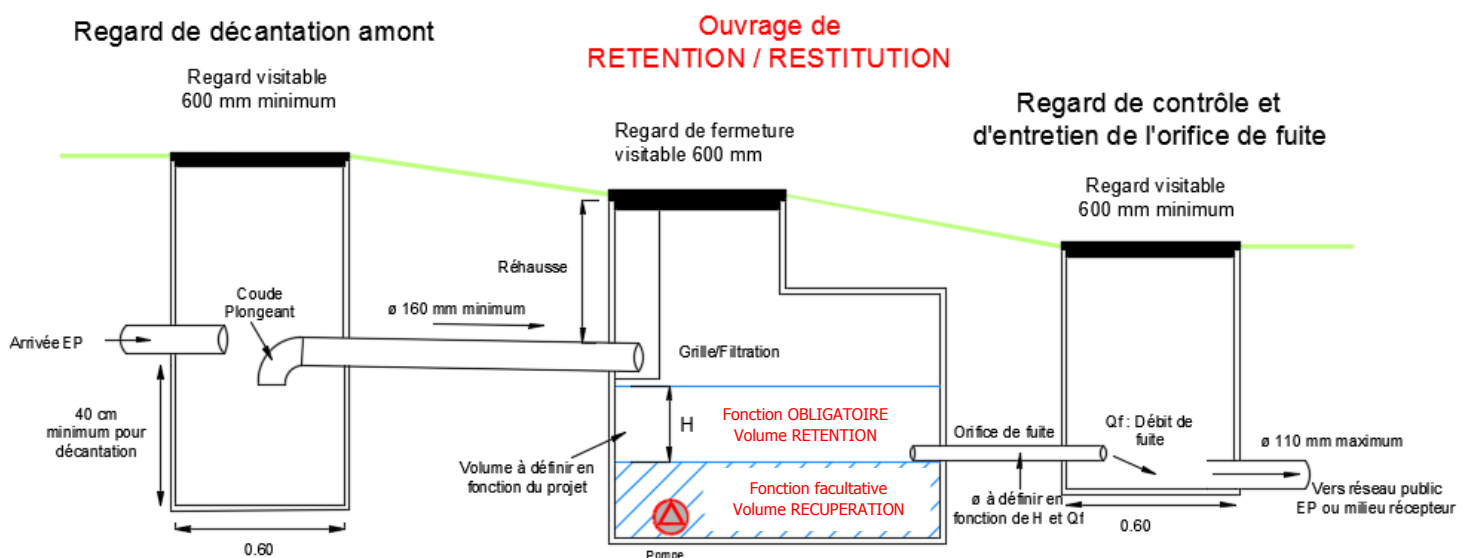 Regard de décantation amont
Regard visitable
600 mm minimum
Ouvrage de
RETENTION / RESTITUTION
Regard de fermeture
visitable 600 mm
Regard de contrôle et
d'entretien de l'orifice de fuite
Regard visitable
600 mm minimum
Réhausse
Coude
Plongeant
ø 160 mm minimum
Arrivée EP
Grille/Filtration
40 cm
minimum pour
décantation
H
Fonction OBLIGATOIRE
Volume RETENTION
Orifice de fuite
Qf : Débit de
fuite
ø 110 mm maximum
Volume à définir en
fonction du projet
Fonction facultative
Volume RECUPERATION
ø à définir en
fonction de H et Qf
Vers réseau public
EP ou milieu récepteur
0.60
0.60
Pompe